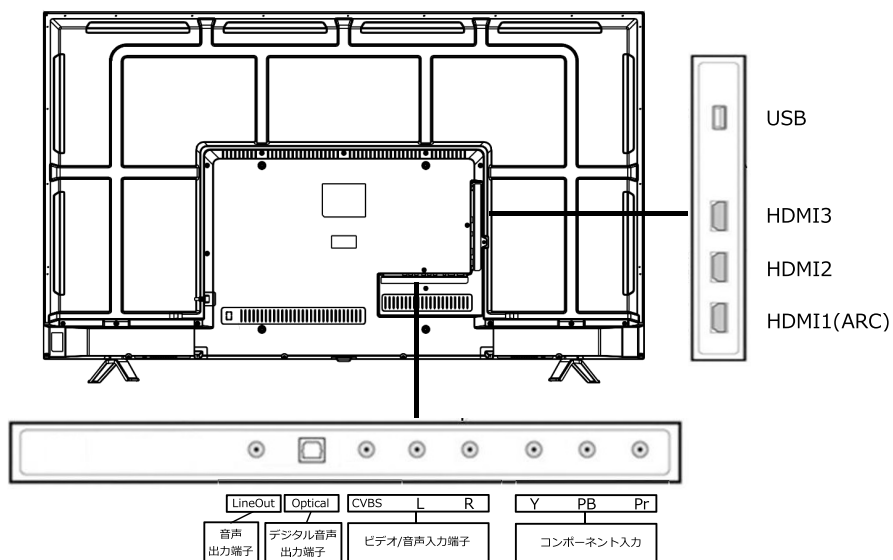 USB
HDMI3
HDMI2
HDMI1(ARC)
LineOut
Optical
CVBS L R
Y PB Pr
音声
出力端子
デジタル音声
出力端子
ビデオ/音声入力端子
コンポーネント入力